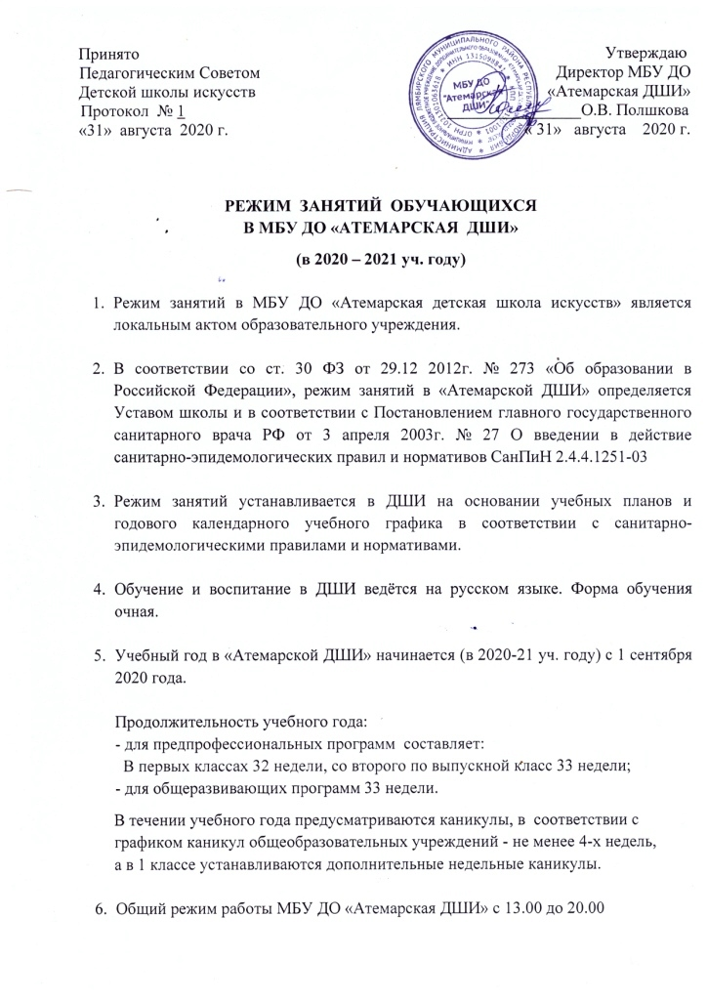 Принято Утверждаю
Педагогическим Советом Директор МБУ ДО
Детской школы искусств «Атемарская ДШИ»
Протокол № 1 ________________О.В. Полшкова
«31» августа 2020 г. « 31» августа 2020 г.
МБУ ДО
"Атемарская
ДШИ"
РЕЖИМ ЗАНЯТИЙ ОБУЧАЮЩИХСЯ
В МБУ ДО «АТЕМАРСКАЯ ДШИ»
(в 2020 – 2021 уч. году)
1. Режим занятий в МБУ ДО «Атемарская детская школа искусств» является
локальным актом образовательного учреждения.
2. В соответствии со ст. 30 ФЗ от 29.12 2012г. № 273 «Об образовании в
Российской Федерации», режим занятий в «Атемарской ДШИ» определяется
Уставом школы и в соответствии с Постановлением главного государственного
санитарного врача РФ от 3 апреля 2003г. № 27 О введении в действие
санитарно-эпидемологических правил и нормативов СанПиН 2.4.4.1251-03
3. Режим занятий устанавливается в ДШИ на основании учебных планов и
годового календарного учебного графика в соответствии с санитарно-
эпидемологическими правилами и нормативами.
4. Обучение и воспитание в ДШИ ведётся на русском языке. Форма обучения
очная.
5. Учебный год в «Атемарской ДШИ» начинается (в 2020-21 уч. году) с 1 сентября
2020 года.
Продолжительность учебного года:
- для предпрофессиональных программ составляет:
В первых классах 32 недели, со второго по выпускной класс 33 недели;
- для общеразвивающих программ 33 недели.
В течении учебного года предусматриваются каникулы, в соответствии с
графиком каникул общеобразовательных учреждений - не менее 4-х недель,
а в 1 классе устанавливаются дополнительные недельные каникулы.
6. Общий режим работы МБУ ДО «Атемарская ДШИ» с 13.00 до 20.00